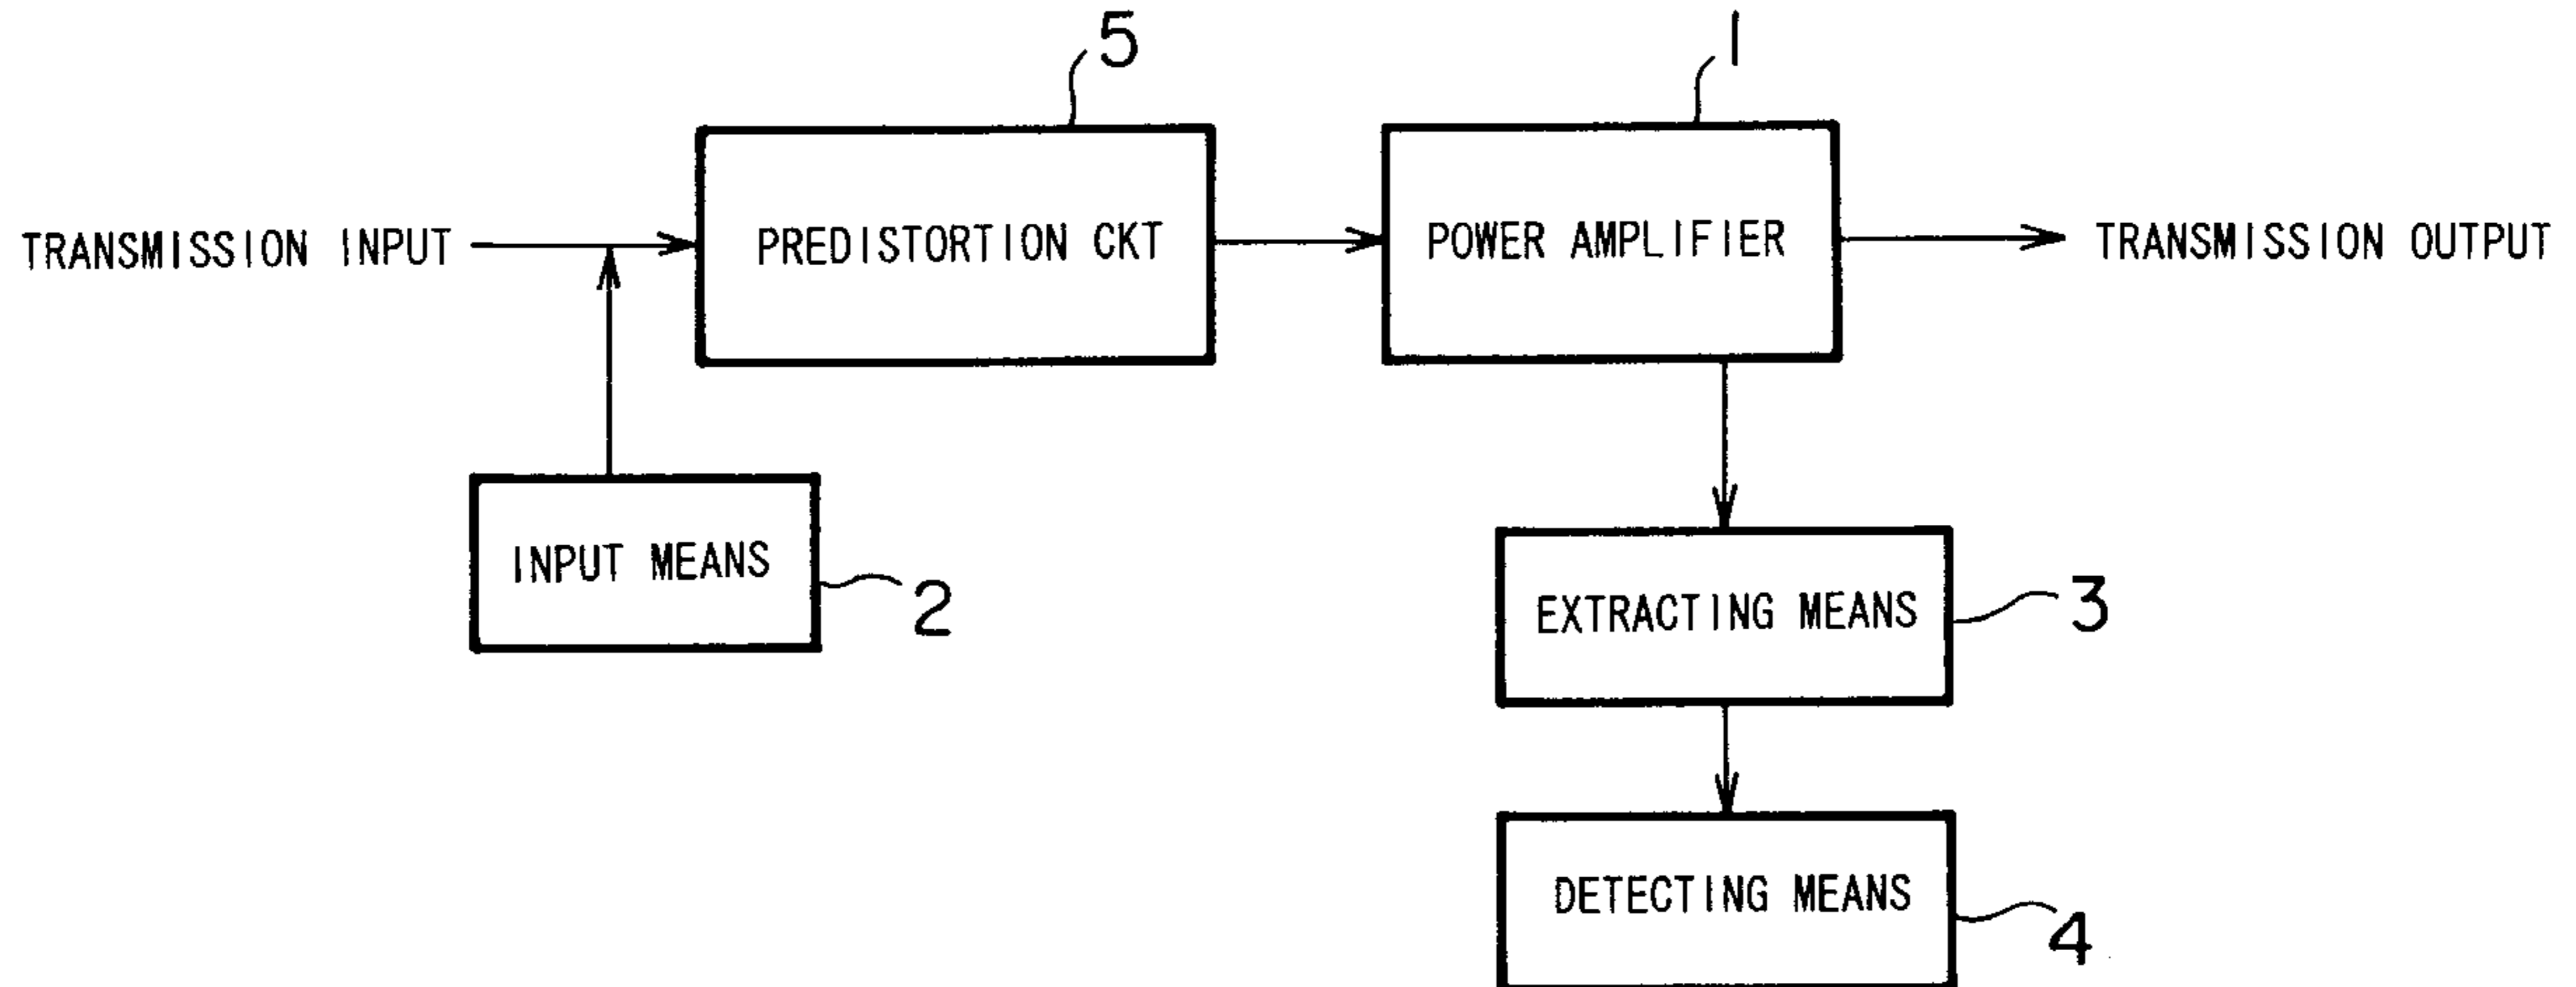 5
1
TRANSMISSION INPUT
PREDISTORTION CKT
POWER AMPLIFIER
TRANSMISSION OUTPUT
INPUT MEANS
2
EXTRACTING MEANS
3
DETECTING MEANS
4